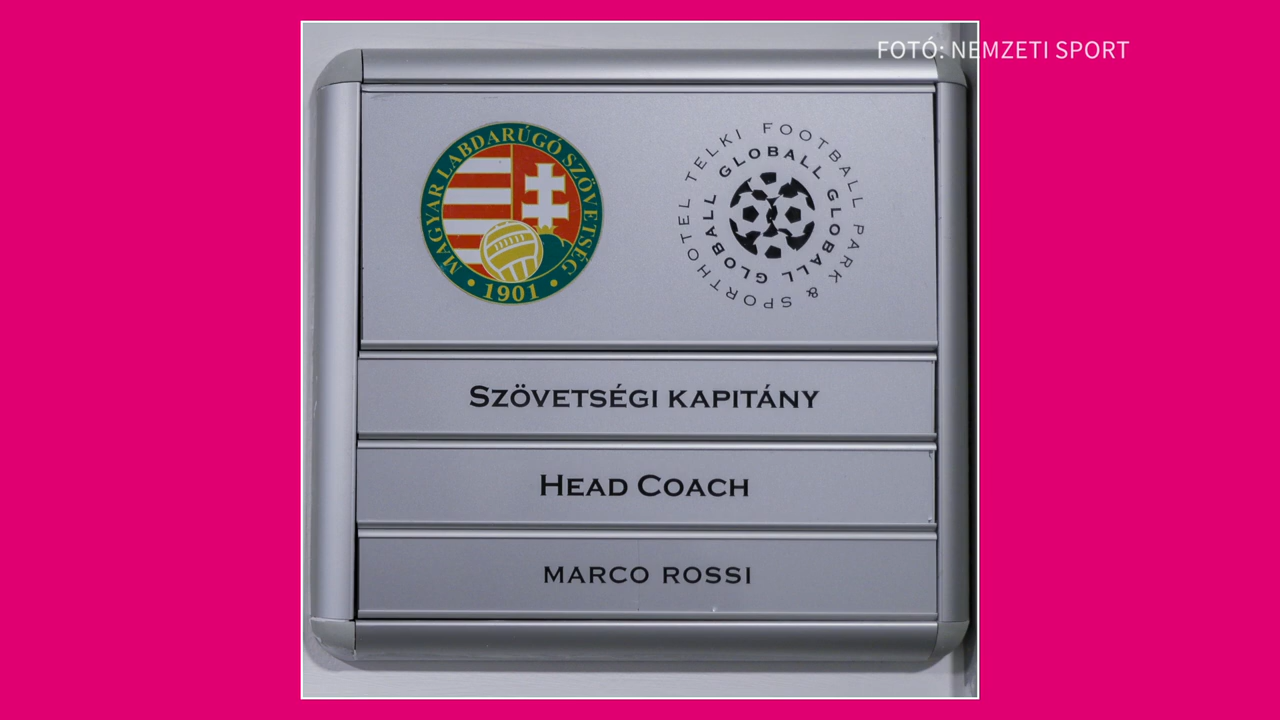 FOTÓ: NEMZETI SPORT
MAGYAR LABDARÚGÓ SZÖVETSÉG
• 1901 •
TELKI FOOTBALL PARK & SPORTHOTEL
GLOBALL GLOBALL GLOBALL
SZÖVETSÉGI KAPITÁNY
HEAD COACH
MARCO ROSSI